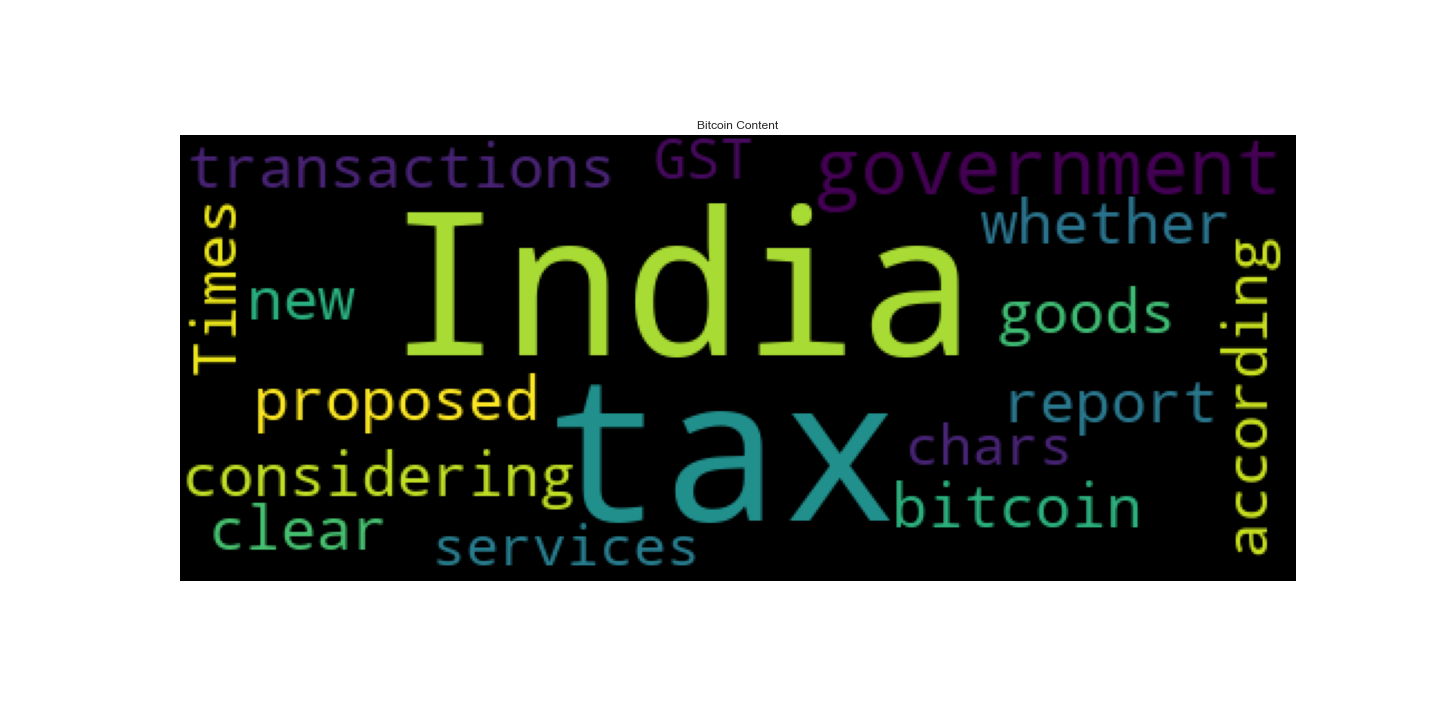 Bitcoin Content
transactions
GST
government
Times
India
whether
new
goods
according
proposed
tax
report
considering
chars
clear
bitcoin
services